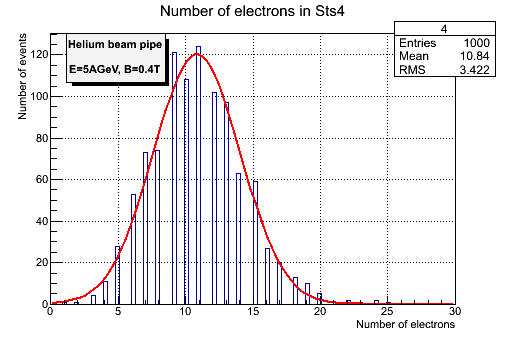 Number of electrons in Sts4
4
Entries 1000
Mean 10.84
RMS 3.422
Helium beam pipe
E=5AGeV, B=0.4T
Number of events
120
100
80
60
40
20
0
0 5 10 15 20 25 30
Number of electrons